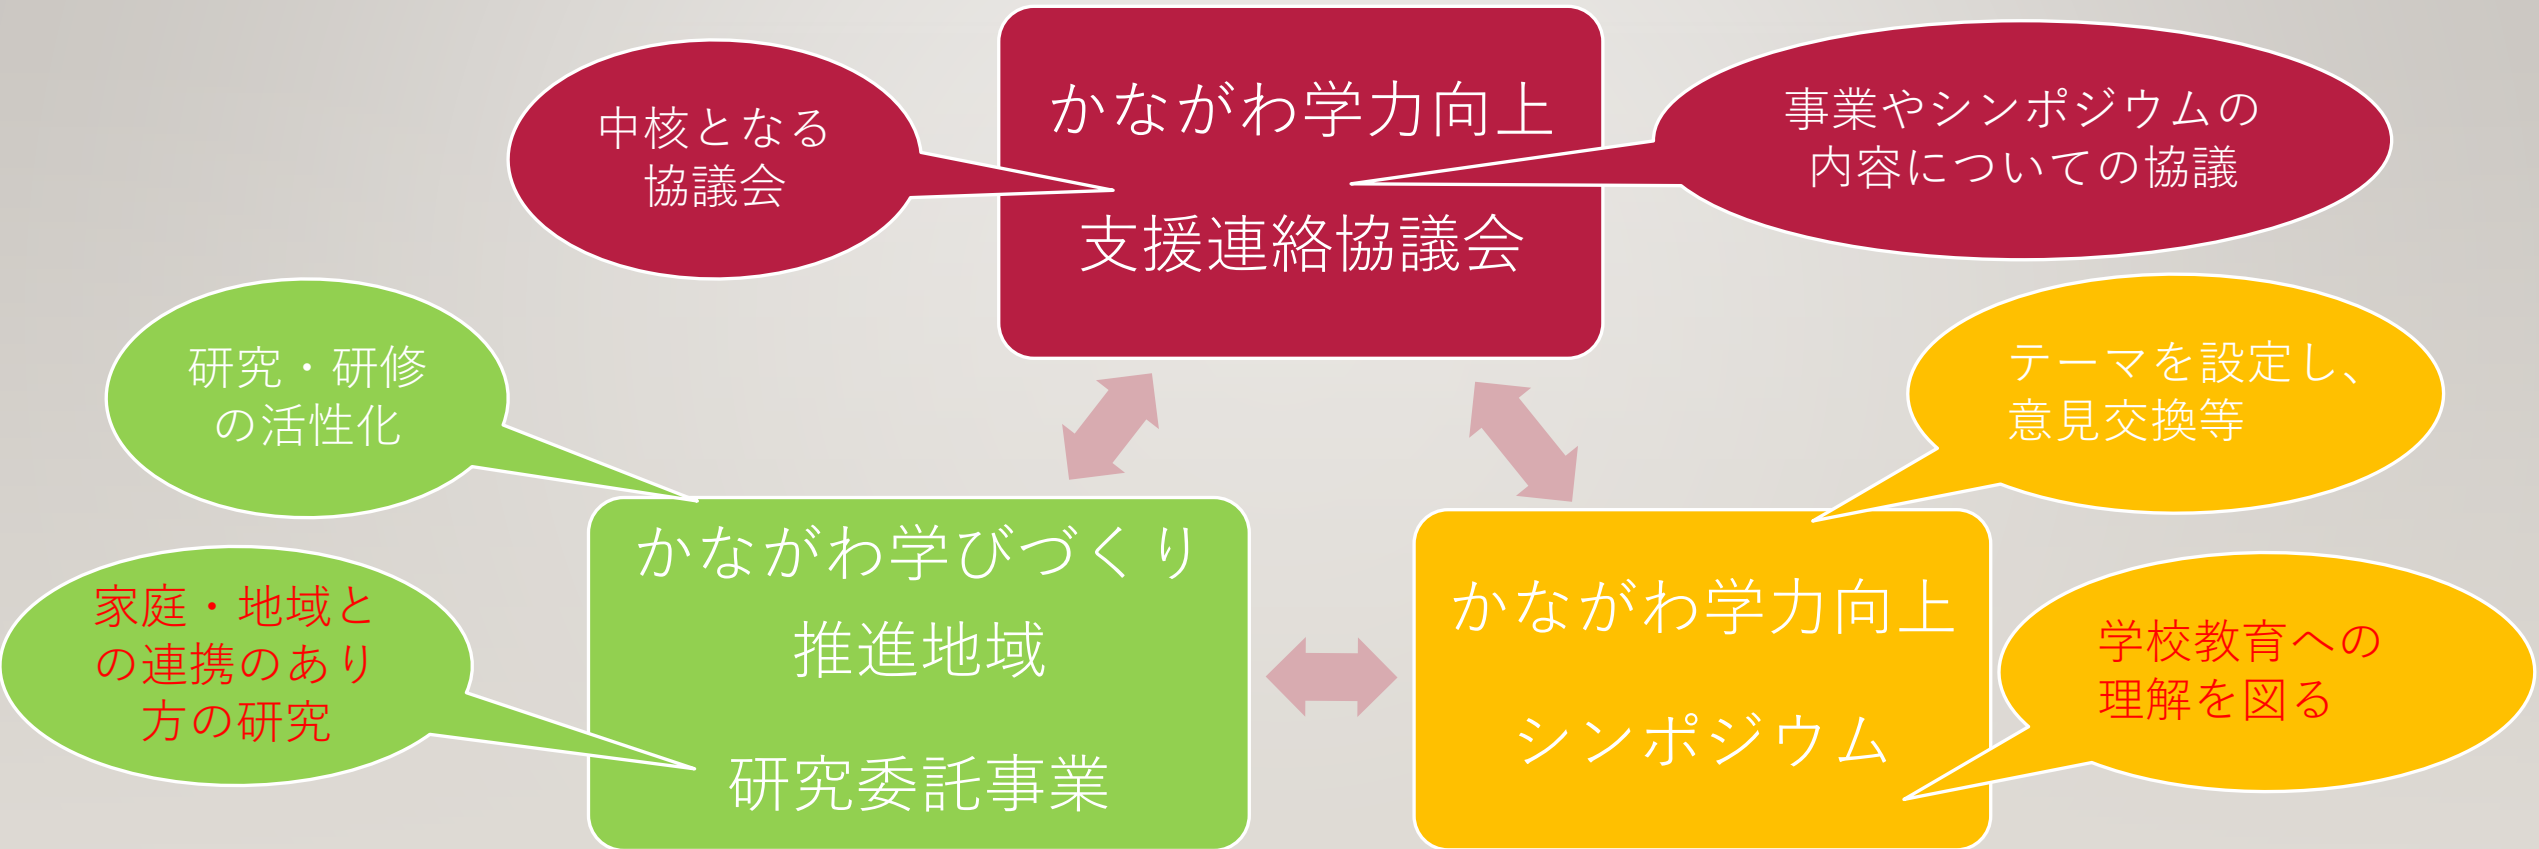 中核となる
協議会
かながわ学力向上
支援連絡協議会
事業やシンポジウムの
内容についての協議
研究・研修
の活性化
テーマを設定し、
意見交換等
家庭・地域と
の連携のあり
方の研究
かながわ学びづくり
推進地域
研究委託事業
かながわ学力向上
シンポジウム
学校教育への
理解を図る